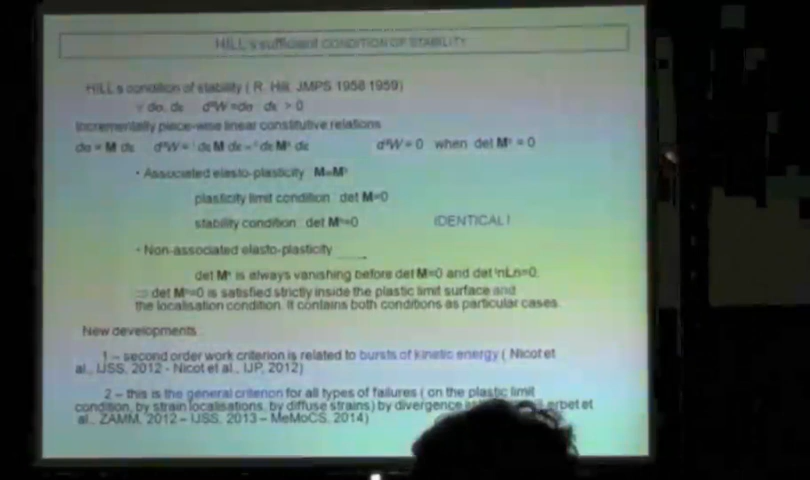 HILL's sufficient CONDITION OF STABILITY
HILL's condition of stability ( R. Hill, JMPS 1958 1959)
∀ dσ, dε d²W =dσ : dε > 0
Incrementally piece-wise linear constitutive relations
dσ = M dε d²W = ᵗdε M dε = ᵗdε Mˢ dε d²W = 0 when det Mˢ = 0
• Associated elasto-plasticity : M=Mˢ
plasticity limit condition : det M=0
stability condition : det Mˢ=0 IDENTICAL !
• Non-associated elasto-plasticity
det Mˢ is always vanishing before det M=0 and det ᵗnLn=0.
⇒ det Mˢ=0 is satisfied strictly inside the plastic limit surface and
the localisation condition. It contains both conditions as particular cases.
New developments
1 – second order work criterion is related to bursts of kinetic energy ( Nicot et
al., IJSS, 2012 - Nicot et al., IJP, 2012)
2 – this is the general criterion for all types of failures ( on the plastic limit
condition, by strain localisations, by diffuse strains) by divergence
al., ZAMM, 2012 – IJSS, 2013 – MeMoCS, 2014)